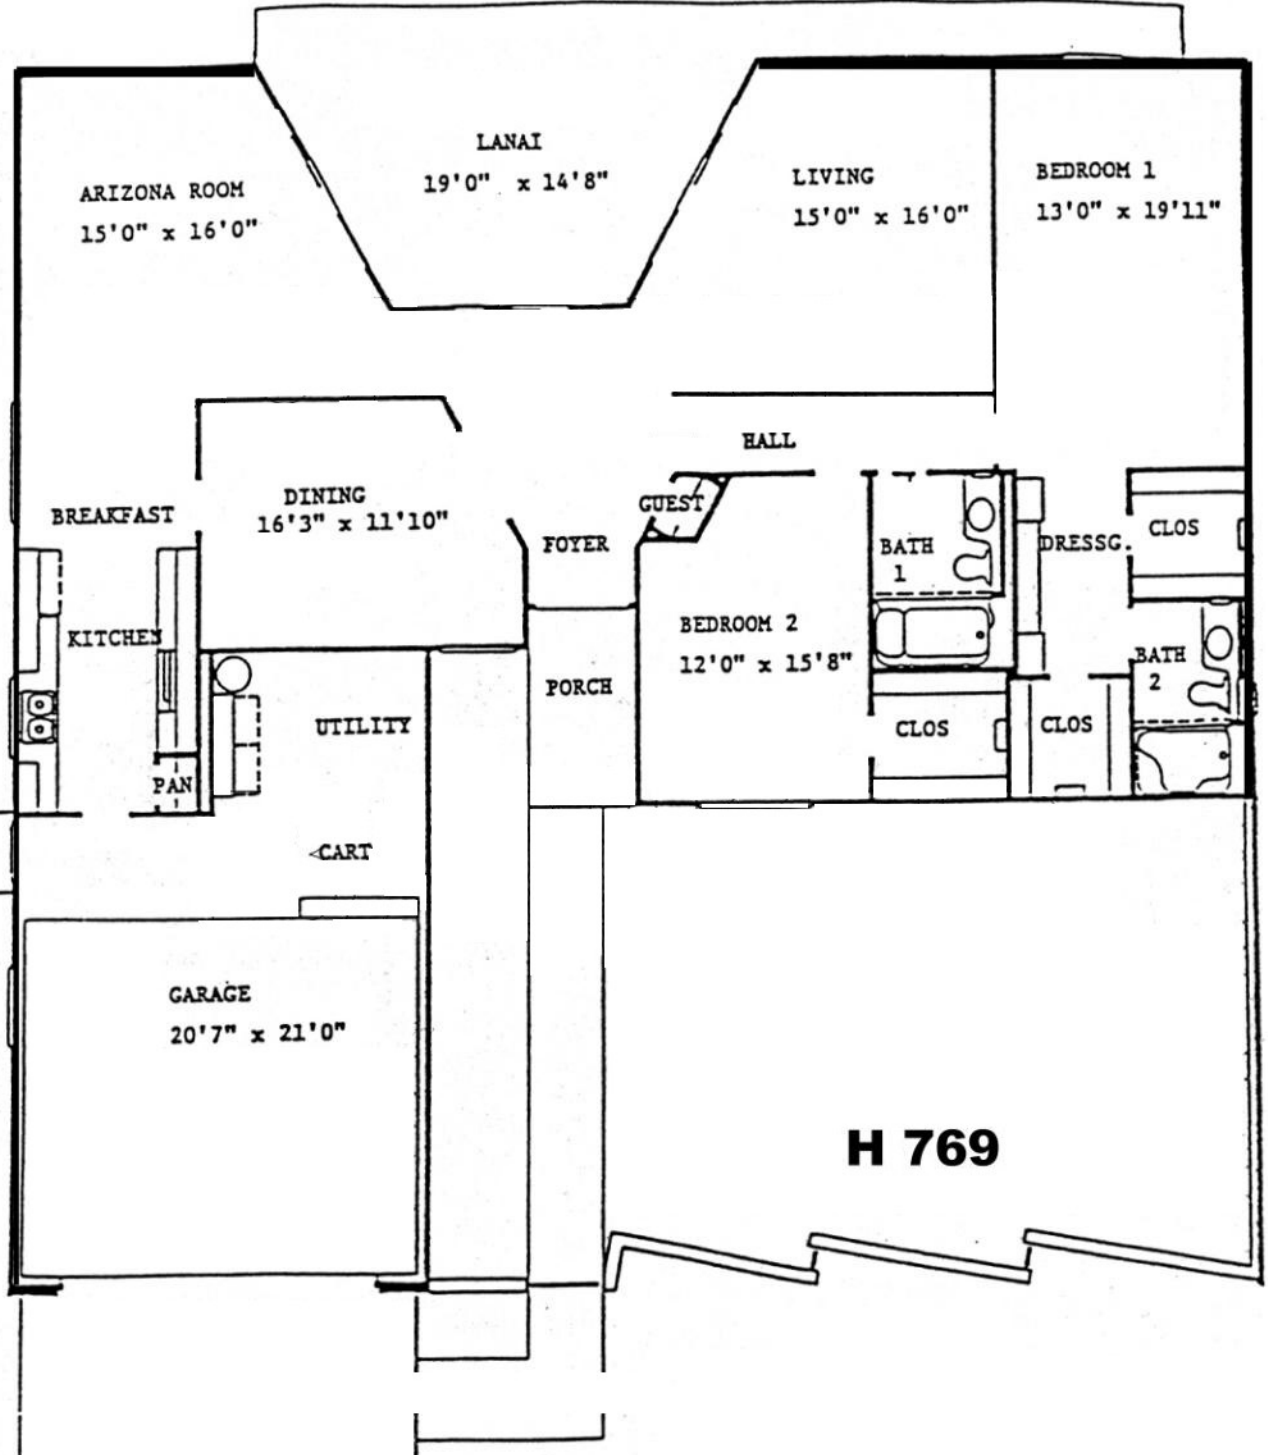 LANAI
19'0" x 14'8"
ARIZONA ROOM
15'0" x 16'0"
LIVING
15'0" x 16'0"
BEDROOM 1
13'0" x 19'11"
HALL
DINING
16'3" x 11'10"
BREAKFAST
GUEST
FOYER
BATH
1
DRESSG.
CLOS
KITCHEN
BEDROOM 2
12'0" x 15'8"
BATH
2
PORCH
UTILITY
CLOS
CLOS
PAN
<CART
GARAGE
20'7" x 21'0"
H 769